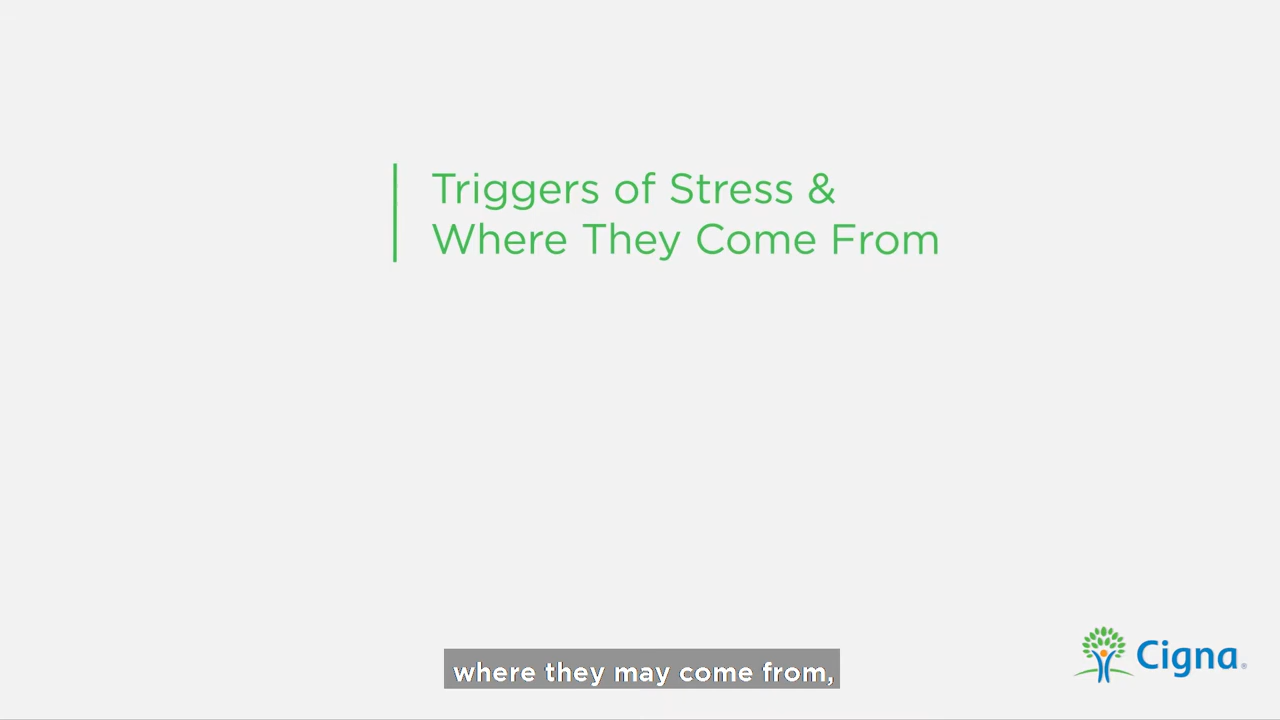 Triggers of Stress &
Where They Come From
where they may come from,
Cigna®